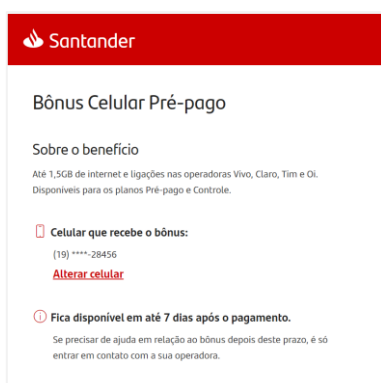 Santander
Bônus Celular Pré-pago
Sobre o benefício
Até 1,5GB de internet e ligações nas operadoras Vivo, Claro, Tim e Oi.
Disponíveis para os planos Pré-pago e Controle.
Celular que recebe o bônus:
(19) ****-28456
Alterar celular
Fica disponível em até 7 dias após o pagamento.
Se precisar de ajuda em relação ao bônus depois deste prazo, é só
entrar em contato com a sua operadora.